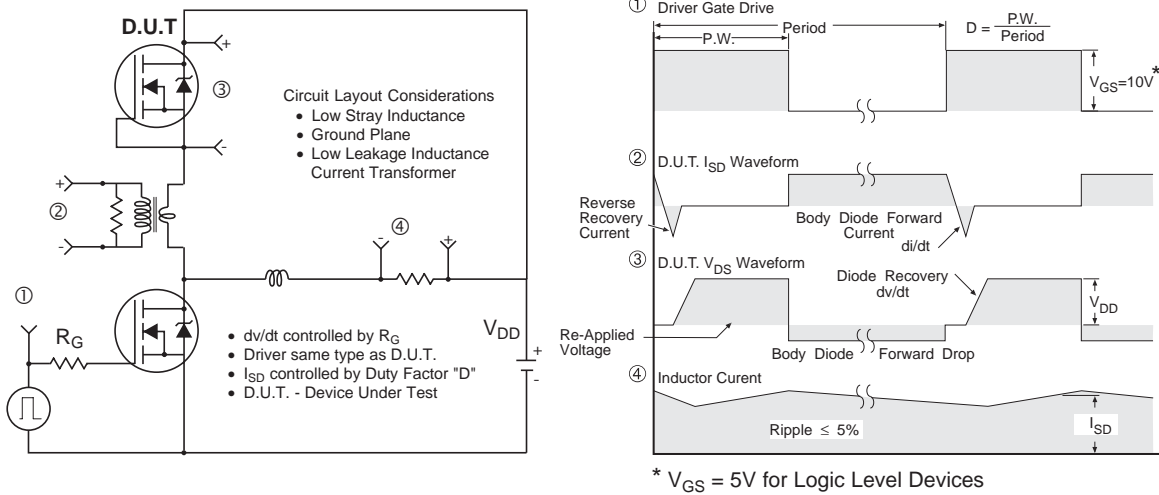 D.U.T
+
③
-
Circuit Layout Considerations
• Low Stray Inductance
• Ground Plane
• Low Leakage Inductance
Current Transformer
+
②
-
④
-
+
①
R_G
V_DD
+
-
• dv/dt controlled by R_G
• Driver same type as D.U.T.
• I_SD controlled by Duty Factor "D"
• D.U.T. - Device Under Test
① Driver Gate Drive
Period
P.W.
D = P.W. / Period
V_GS=10V *
② D.U.T. I_SD Waveform
Reverse
Recovery
Current
Body Diode Forward
Current
di/dt
③ D.U.T. V_DS Waveform
Diode Recovery
dv/dt
V_DD
Re-Applied
Voltage
Body Diode Forward Drop
④ Inductor Curent
Ripple ≤ 5%
I_SD
* V_GS = 5V for Logic Level Devices